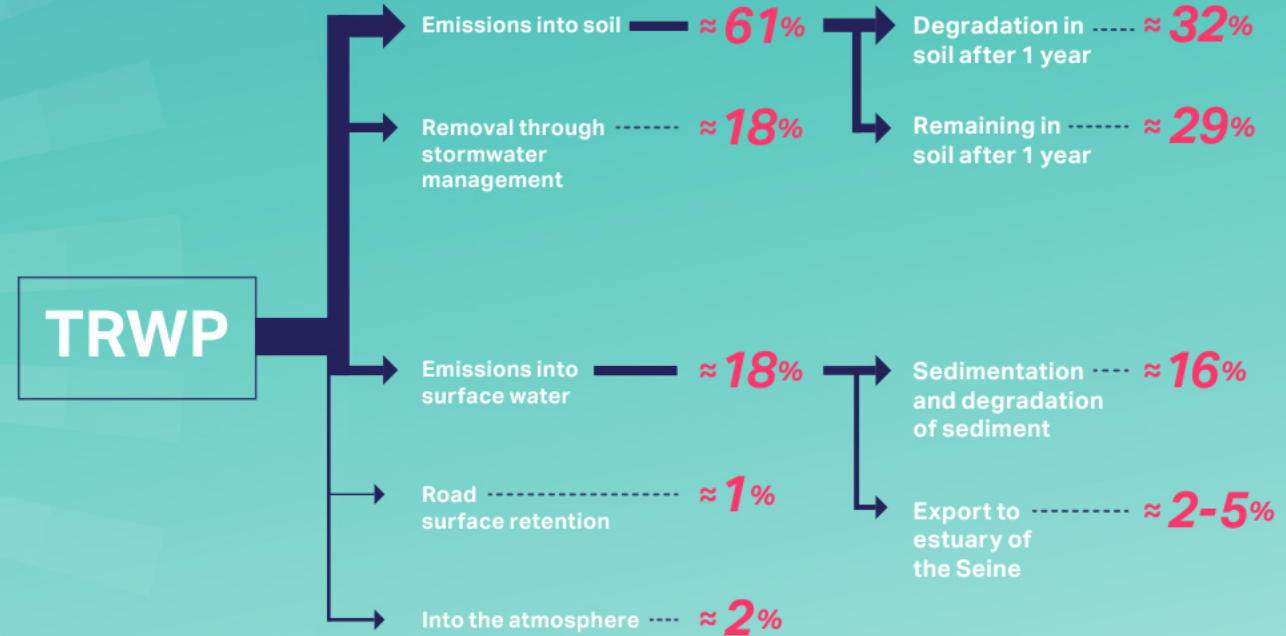 TRWP
Emissions into soil ≈ 61%
Degradation in ≈ 32%
soil after 1 year
Removal through ≈ 18%
stormwater
management
Remaining in ≈ 29%
soil after 1 year
Emissions into ≈ 18%
surface water
Sedimentation ≈ 16%
and degradation
of sediment
Road ≈ 1%
surface retention
Export to ≈ 2-5%
estuary of
the Seine
Into the atmosphere ≈ 2%